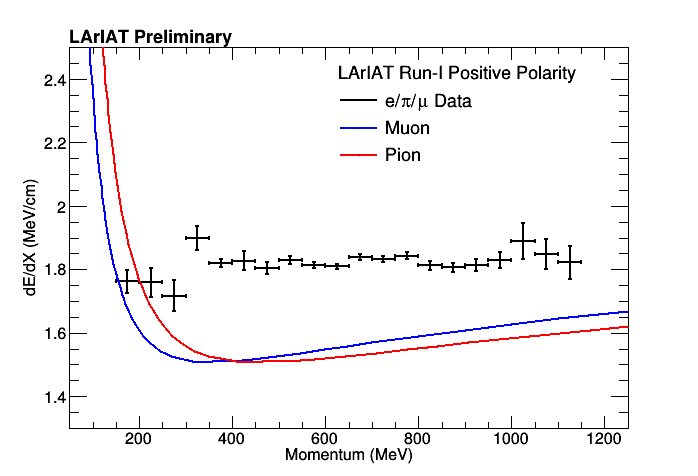 LArIAT Preliminary
LArIAT Run-I Positive Polarity
e/π/μ Data
Muon
Pion
dE/dX (MeV/cm)
2.4
2.2
2
1.8
1.6
1.4
200 400 600 800 1000 1200
Momentum (MeV)